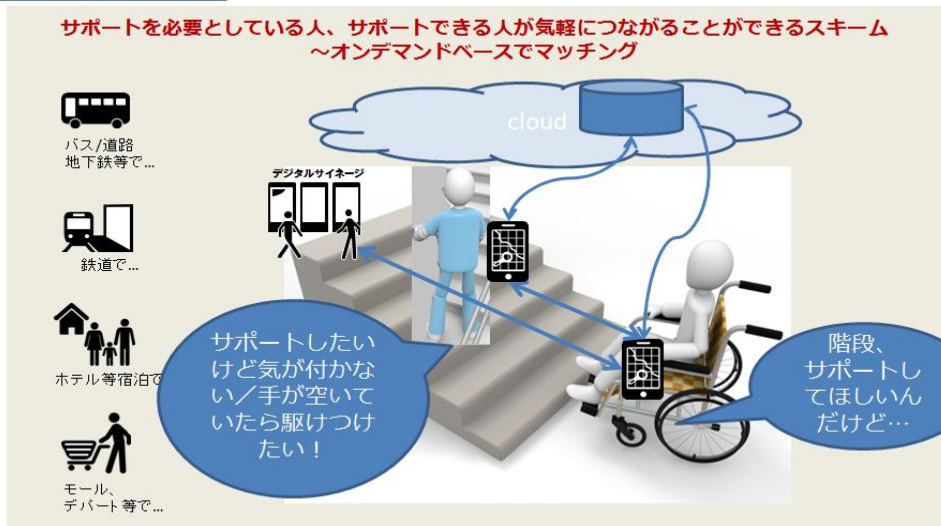 サポートを必要としている人、サポートできる人が気軽につながることができるスキーム
～オンデマンドベースでマッチング
cloud
バス/道路
地下鉄等で…
デジタルサイネージ
鉄道で…
ホテル等宿泊で
モール、
デパート等で…
サポートしたい
けど気が付かな
い／手が空いて
いたら駆けつけ
たい！
階段、
サポートし
てほしいん
だけど…